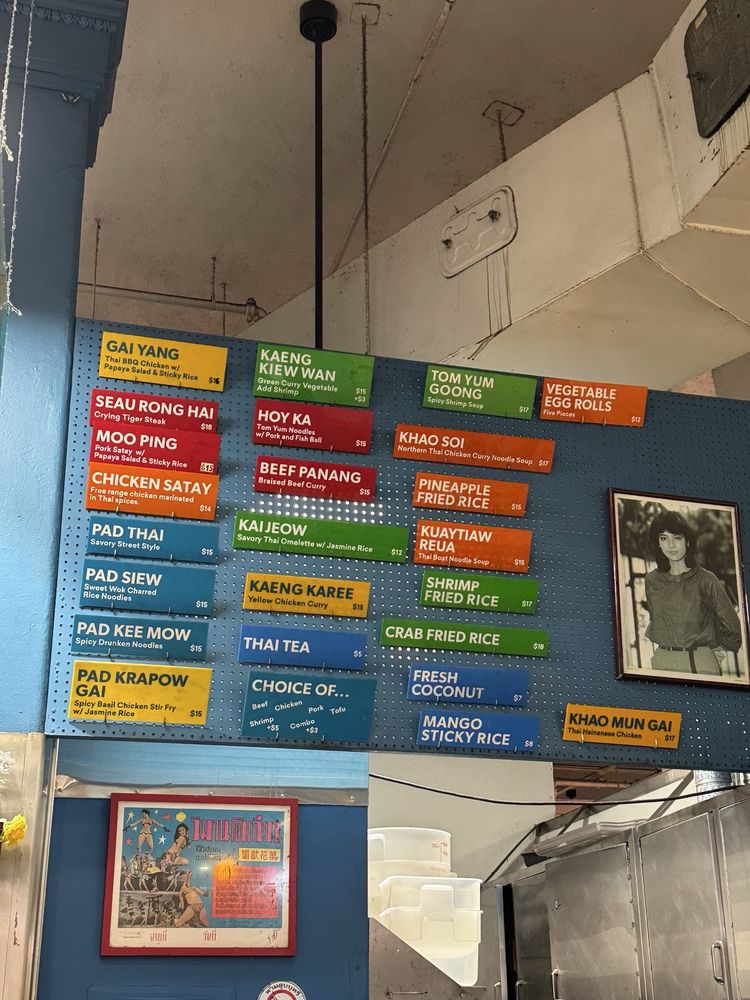 GAI YANG
Thai BBQ Chicken w/
Papaya Salad & Sticky Rice $16
SEAU RONG HAI
Crying Tiger Steak $18
MOO PING
Pork Satay w/
Papaya Salad & Sticky Rice $15
CHICKEN SATAY
Free range chicken marinated
in Thai spices. $14
PAD THAI
Savory Street Style $15
PAD SIEW
Sweet Wok Charred
Rice Noodles $15
PAD KEE MOW
Spicy Drunken Noodles $15
PAD KRAPOW
GAI
Spicy Basil Chicken Stir Fry
w/ Jasmine Rice $15
KAENG
KIEW WAN
Green Curry Vegetable $15
Add Shrimp +$3
HOY KA
Tom Yum Noodles
w/ Pork and Fish Ball $15
BEEF PANANG
Braised Beef Curry $15
KAIJEOW
Savory Thai Omelette w/ Jasmine Rice $12
KAENG KAREE
Yellow Chicken Curry $15
THAI TEA $5
CHOICE OF...
Beef Chicken Pork Tofu
Shrimp +$5 Combo +$3
TOM YUM
GOONG
Spicy Shrimp Soup $17
KHAO SOI
Northern Thai Chicken Curry Noodle Soup $17
PINEAPPLE
FRIED RICE $15
KUAYTIAW
REUA
Thai Boat Noodle Soup $15
SHRIMP
FRIED RICE $17
CRAB FRIED RICE $18
FRESH
COCONUT $7
MANGO
STICKY RICE $8
VEGETABLE
EGG ROLLS
Five Pieces $12
KHAO MUN GAI
Thai Hainanese Chicken $17